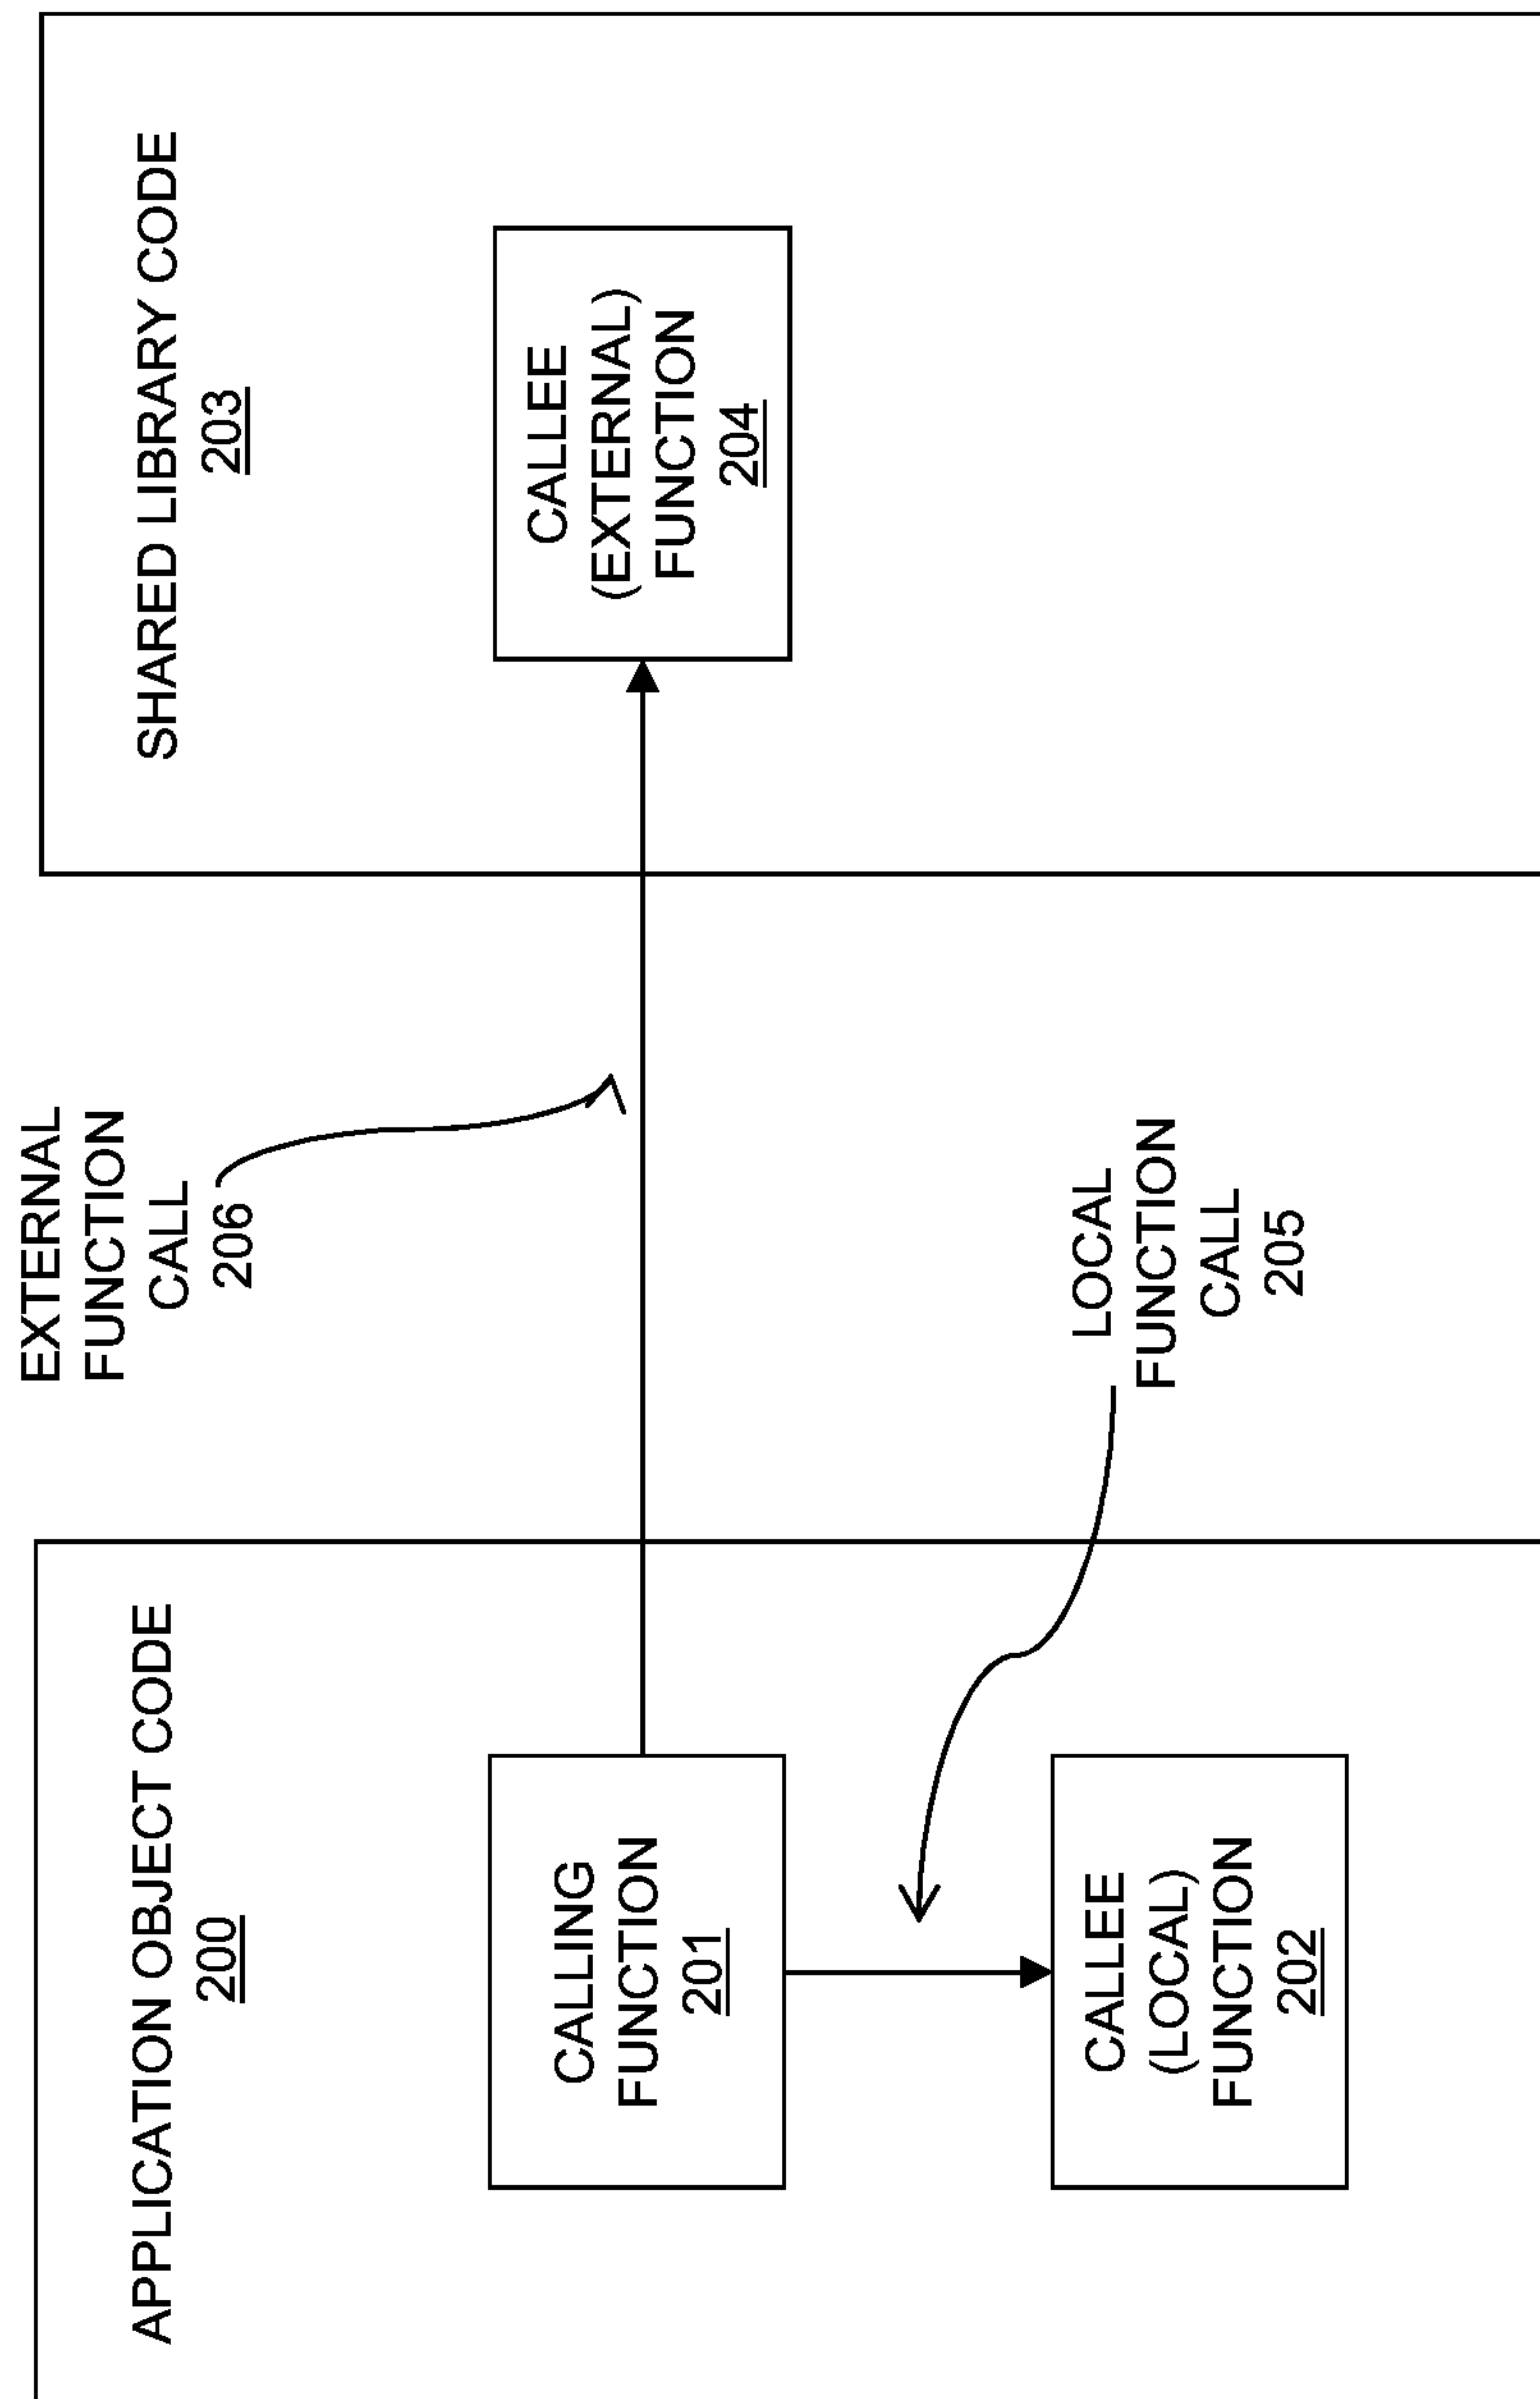 APPLICATION OBJECT CODE
200
CALLING
FUNCTION
201
CALLEE
(LOCAL)
FUNCTION
202
EXTERNAL
FUNCTION
CALL
206
LOCAL
FUNCTION
CALL
205
SHARED LIBRARY CODE
203
CALLEE
(EXTERNAL)
FUNCTION
204